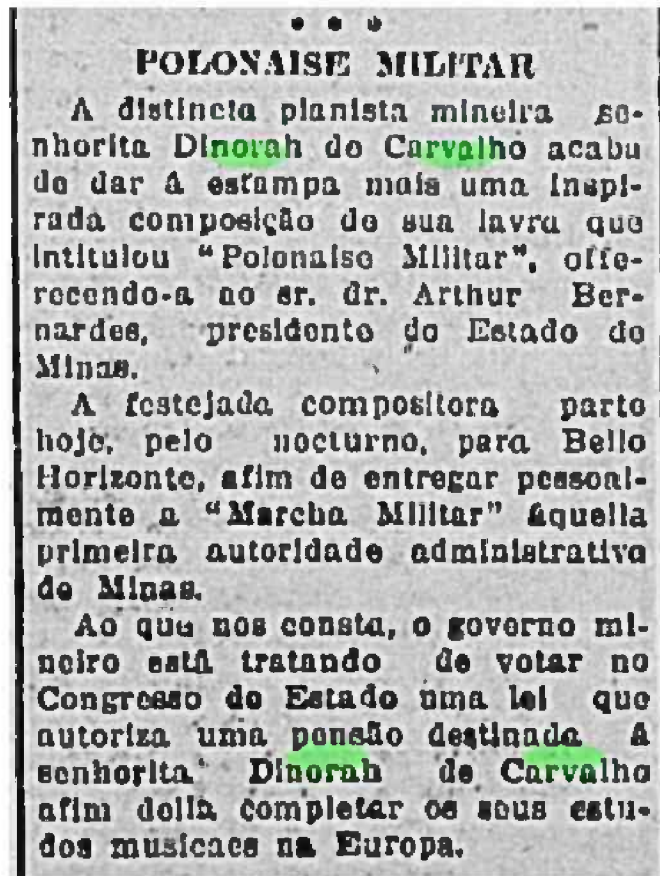 POLONAISE MILITAR
A distincta pianista mineira se-
nhorita Dinorah de Carvalho acaba
de dar á estampa mais uma inspi-
rada composição de sua lavra que
intitulou "Polonaise Militar", offe-
recendo-a ao sr. dr. Arthur Ber-
nardes, presidente do Estado de
Minas.
A festejada compositora parte
hoje, pelo nocturno, para Bello
Horizonte, afim de entregar pessoal-
mente a "Marcha Militar" áquella
primeira autoridade administrativa
de Minas.
Ao que nos consta, o governo mi-
neiro está tratando de votar no
Congresso do Estado uma lei que
autoriza uma pensão destinada á
senhorita Dinorah de Carvalho
afim della completar os seus estu-
dos musicaes na Europa.